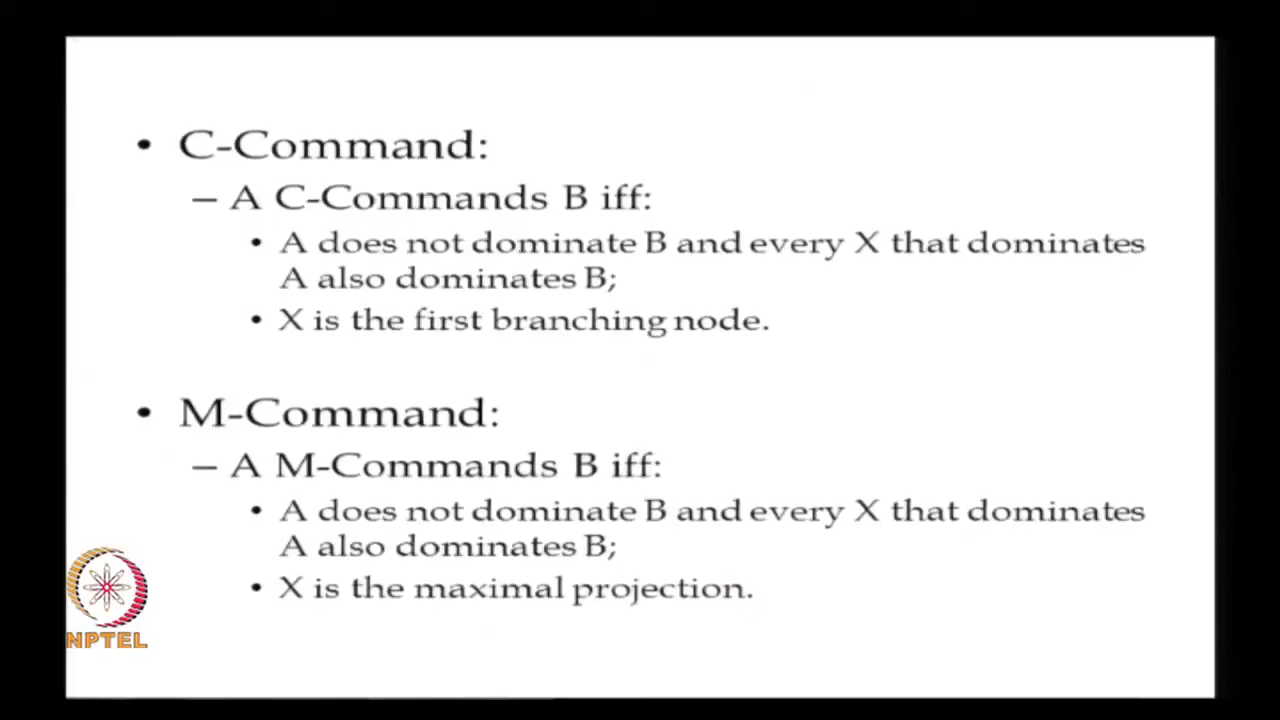 • C-Command:
– A C-Commands B iff:
• A does not dominate B and every X that dominates
A also dominates B;
• X is the first branching node.
• M-Command:
– A M-Commands B iff:
• A does not dominate B and every X that dominates
A also dominates B;
• X is the maximal projection.
NPTEL